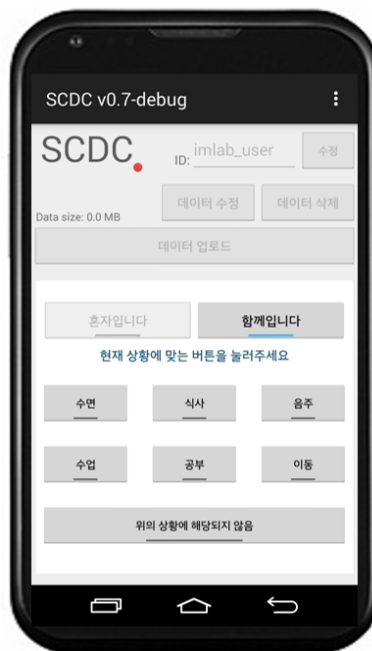 SCDC v0.7-debug
SCDC
ID: imlab_user 수정
Data size: 0.0 MB 데이터 수정 데이터 삭제
데이터 업로드
혼자입니다 함께입니다
현재 상황에 맞는 버튼을 눌러주세요
수면 식사 음주
수업 공부 이동
위의 상황에 해당되지 않음